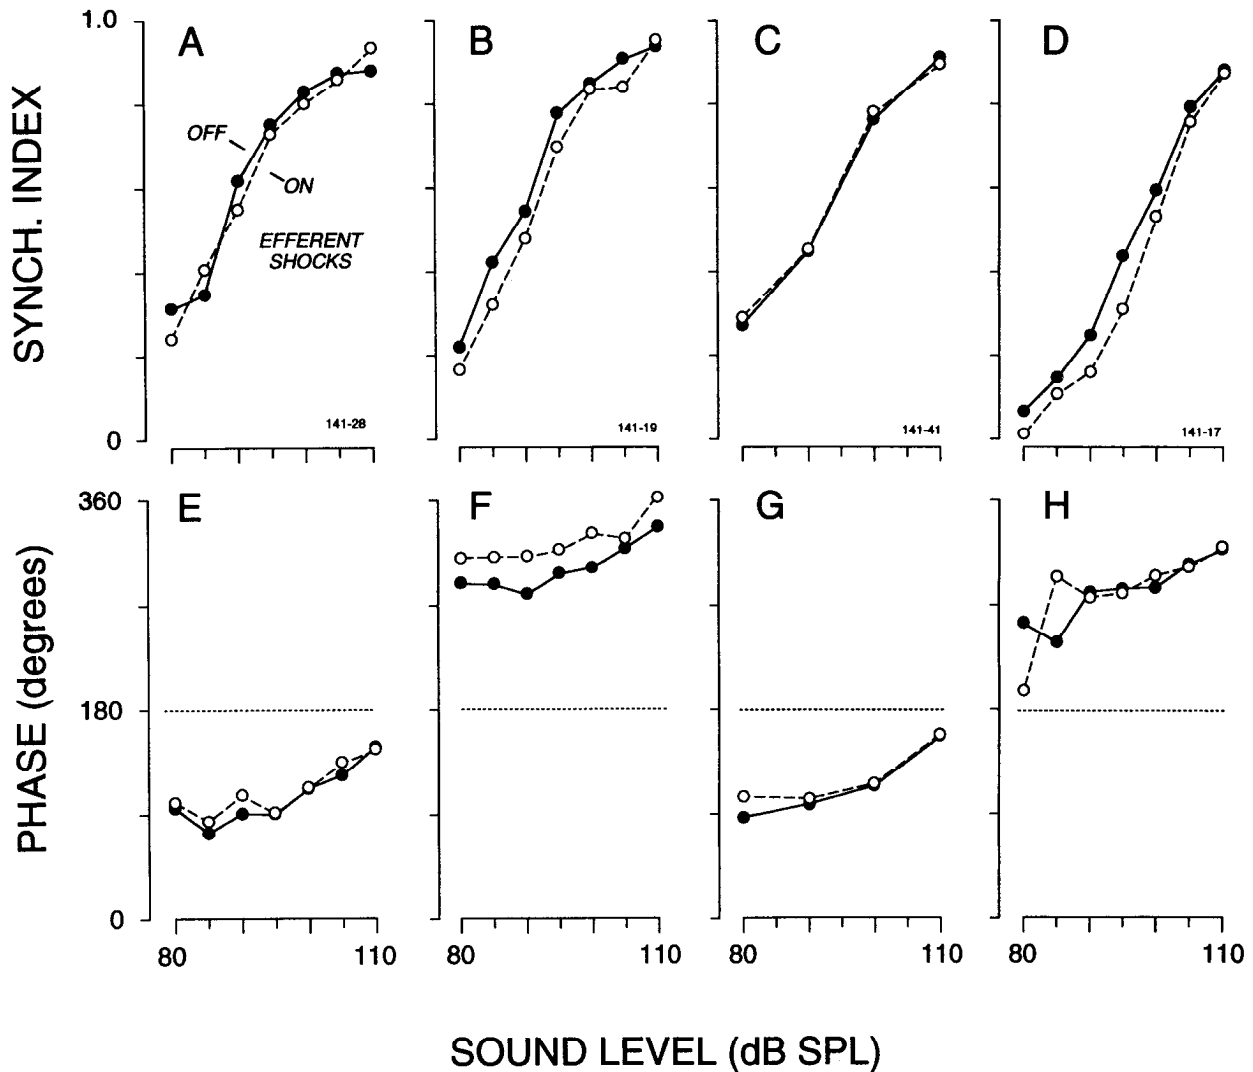 1.0
SYNCH. INDEX
0
A
B
C
D
OFF
ON
EFFERENT
SHOCKS
141-28
141-19
141-41
141-17
360
PHASE (degrees)
180
0
E
F
G
H
80
110
80
110
80
110
80
110
SOUND LEVEL (dB SPL)